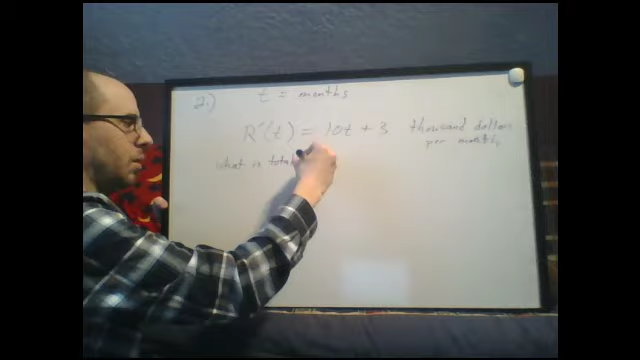 2.) t = months
R'(t) = 10t + 3 thousand dollars
per month
what is total